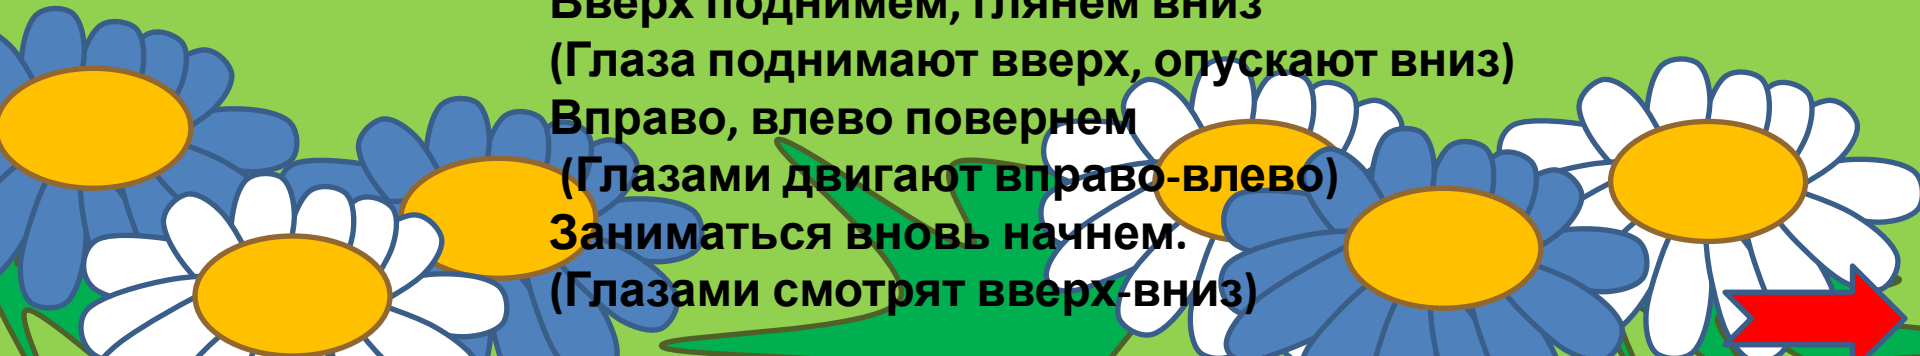 Вверх поднимем, глянем вниз
(Глаза поднимают вверх, опускают вниз)
Вправо, влево повернем
(Глазами двигают вправо-влево)
Заниматься вновь начнем.
(Глазами смотрят вверх-вниз)